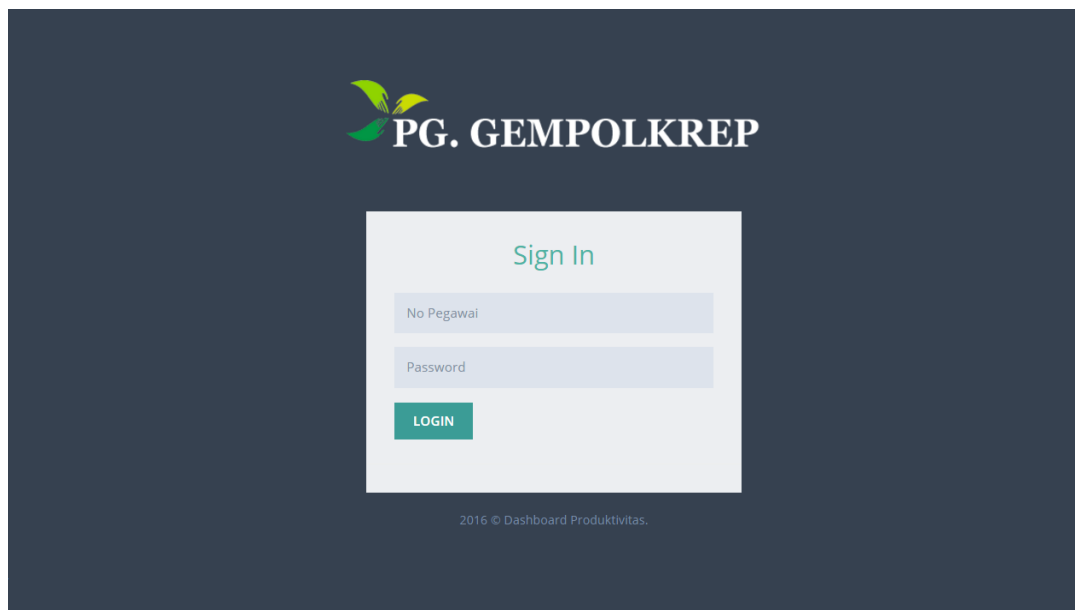 PG. GEMPOLKREP
Sign In
No Pegawai
Password
LOGIN
2016 © Dashboard Produktivitas.